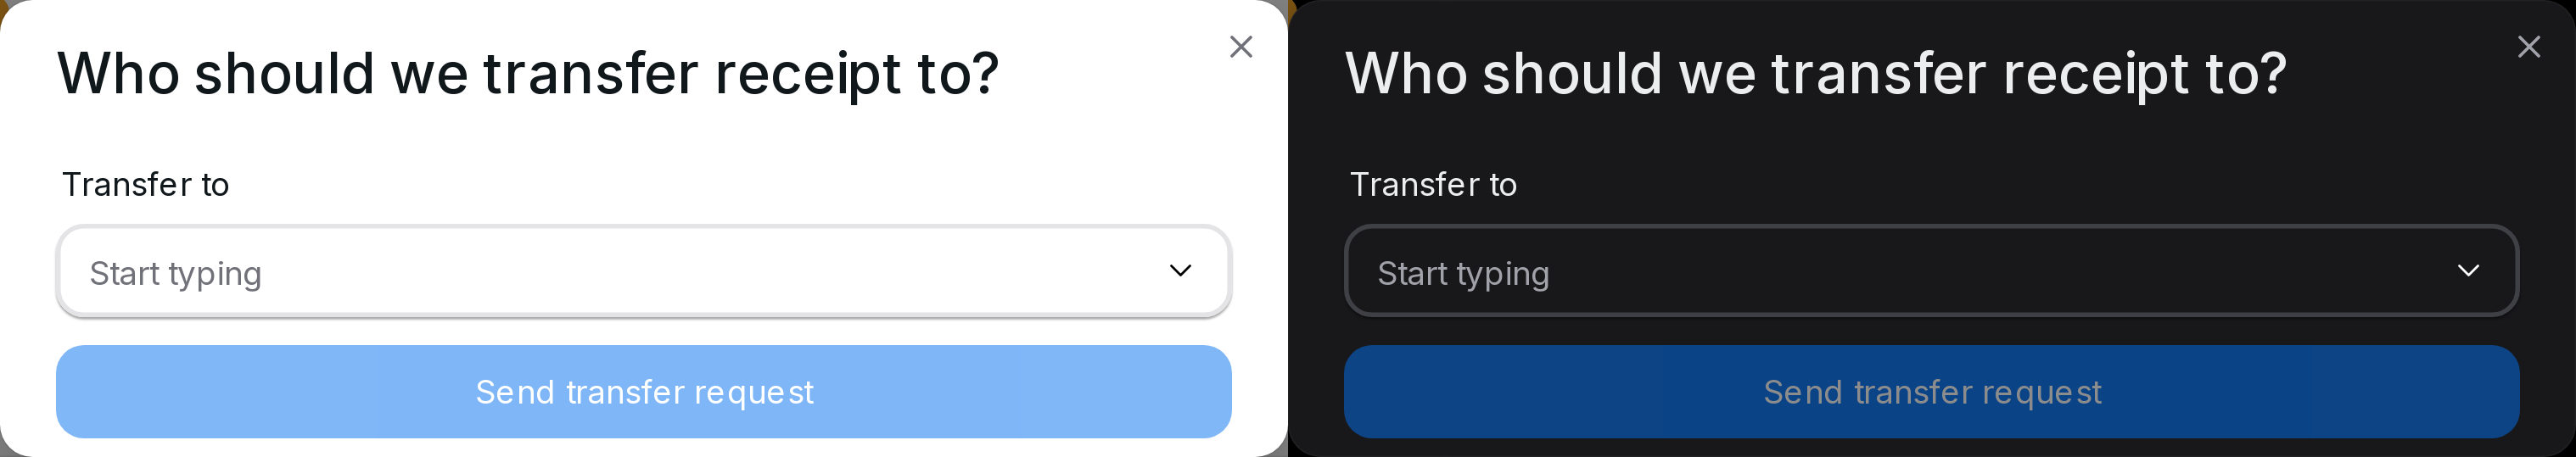 Who should we transfer receipt to?
Transfer to
Start typing
Send transfer request
Who should we transfer receipt to?
Transfer to
Start typing
Send transfer request